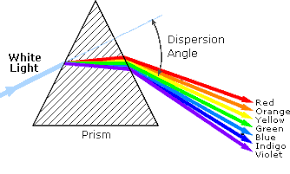 White
Light
Dispersion
Angle
Prism
Red
Orange
Yellow
Green
Blue
Indigo
Violet